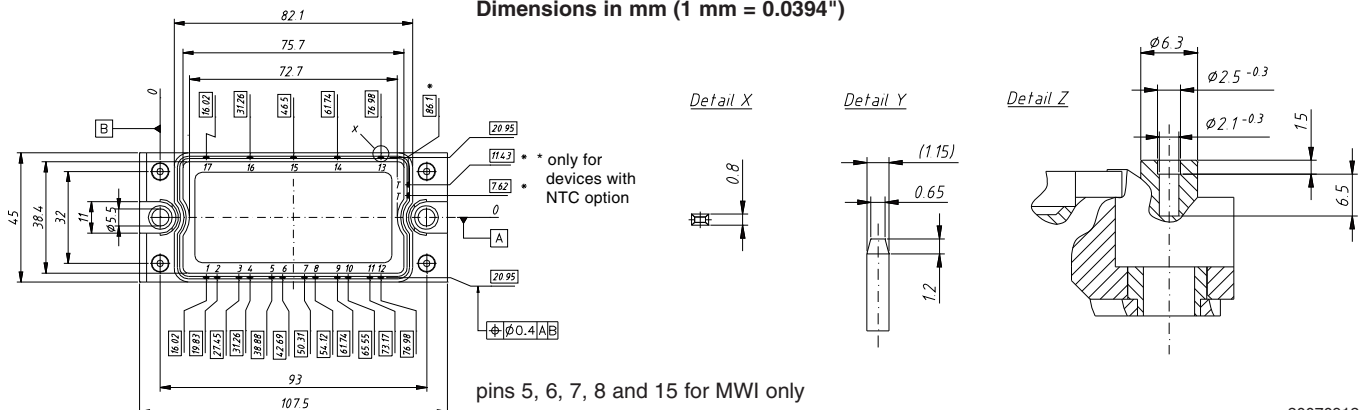 Dimensions in mm (1 mm = 0.0394")
82.1
75.7
72.7
0
16.02
31.26
46.5
61.74
76.98
86.1
*
B
x
17
16
15
14
13
20.95
11.43 *
7.62 *
* only for
devices with
NTC option
T
T
0
A
20.95
⌖ Ø0.4 A B
45
38.4
32
11
Ø5.5
1 2 3 4 5 6 7 8 9 10 11 12
16.02
19.83
27.45
31.26
38.88
42.69
50.31
54.12
61.74
65.55
73.17
76.98
93
107.5
pins 5, 6, 7, 8 and 15 for MWI only
Detail X
0.8
Detail Y
(1.15)
0.65
1.2
Detail Z
Ø6.3
Ø2.5 -0.3
Ø2.1 -0.3
15
6.5